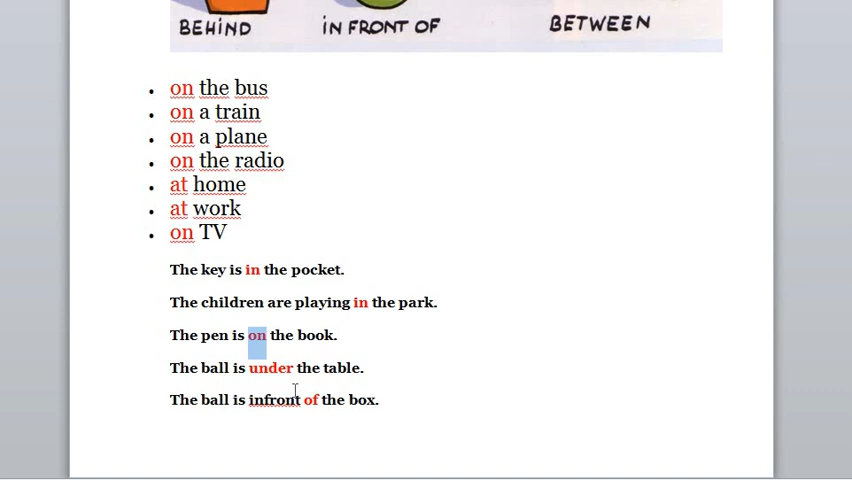 BEHIND IN FRONT OF BETWEEN
on the bus
on a train
on a plane
on the radio
at home
at work
on TV
The key is in the pocket.
The children are playing in the park.
The pen is on the book.
The ball is under the table.
The ball is infront of the box.